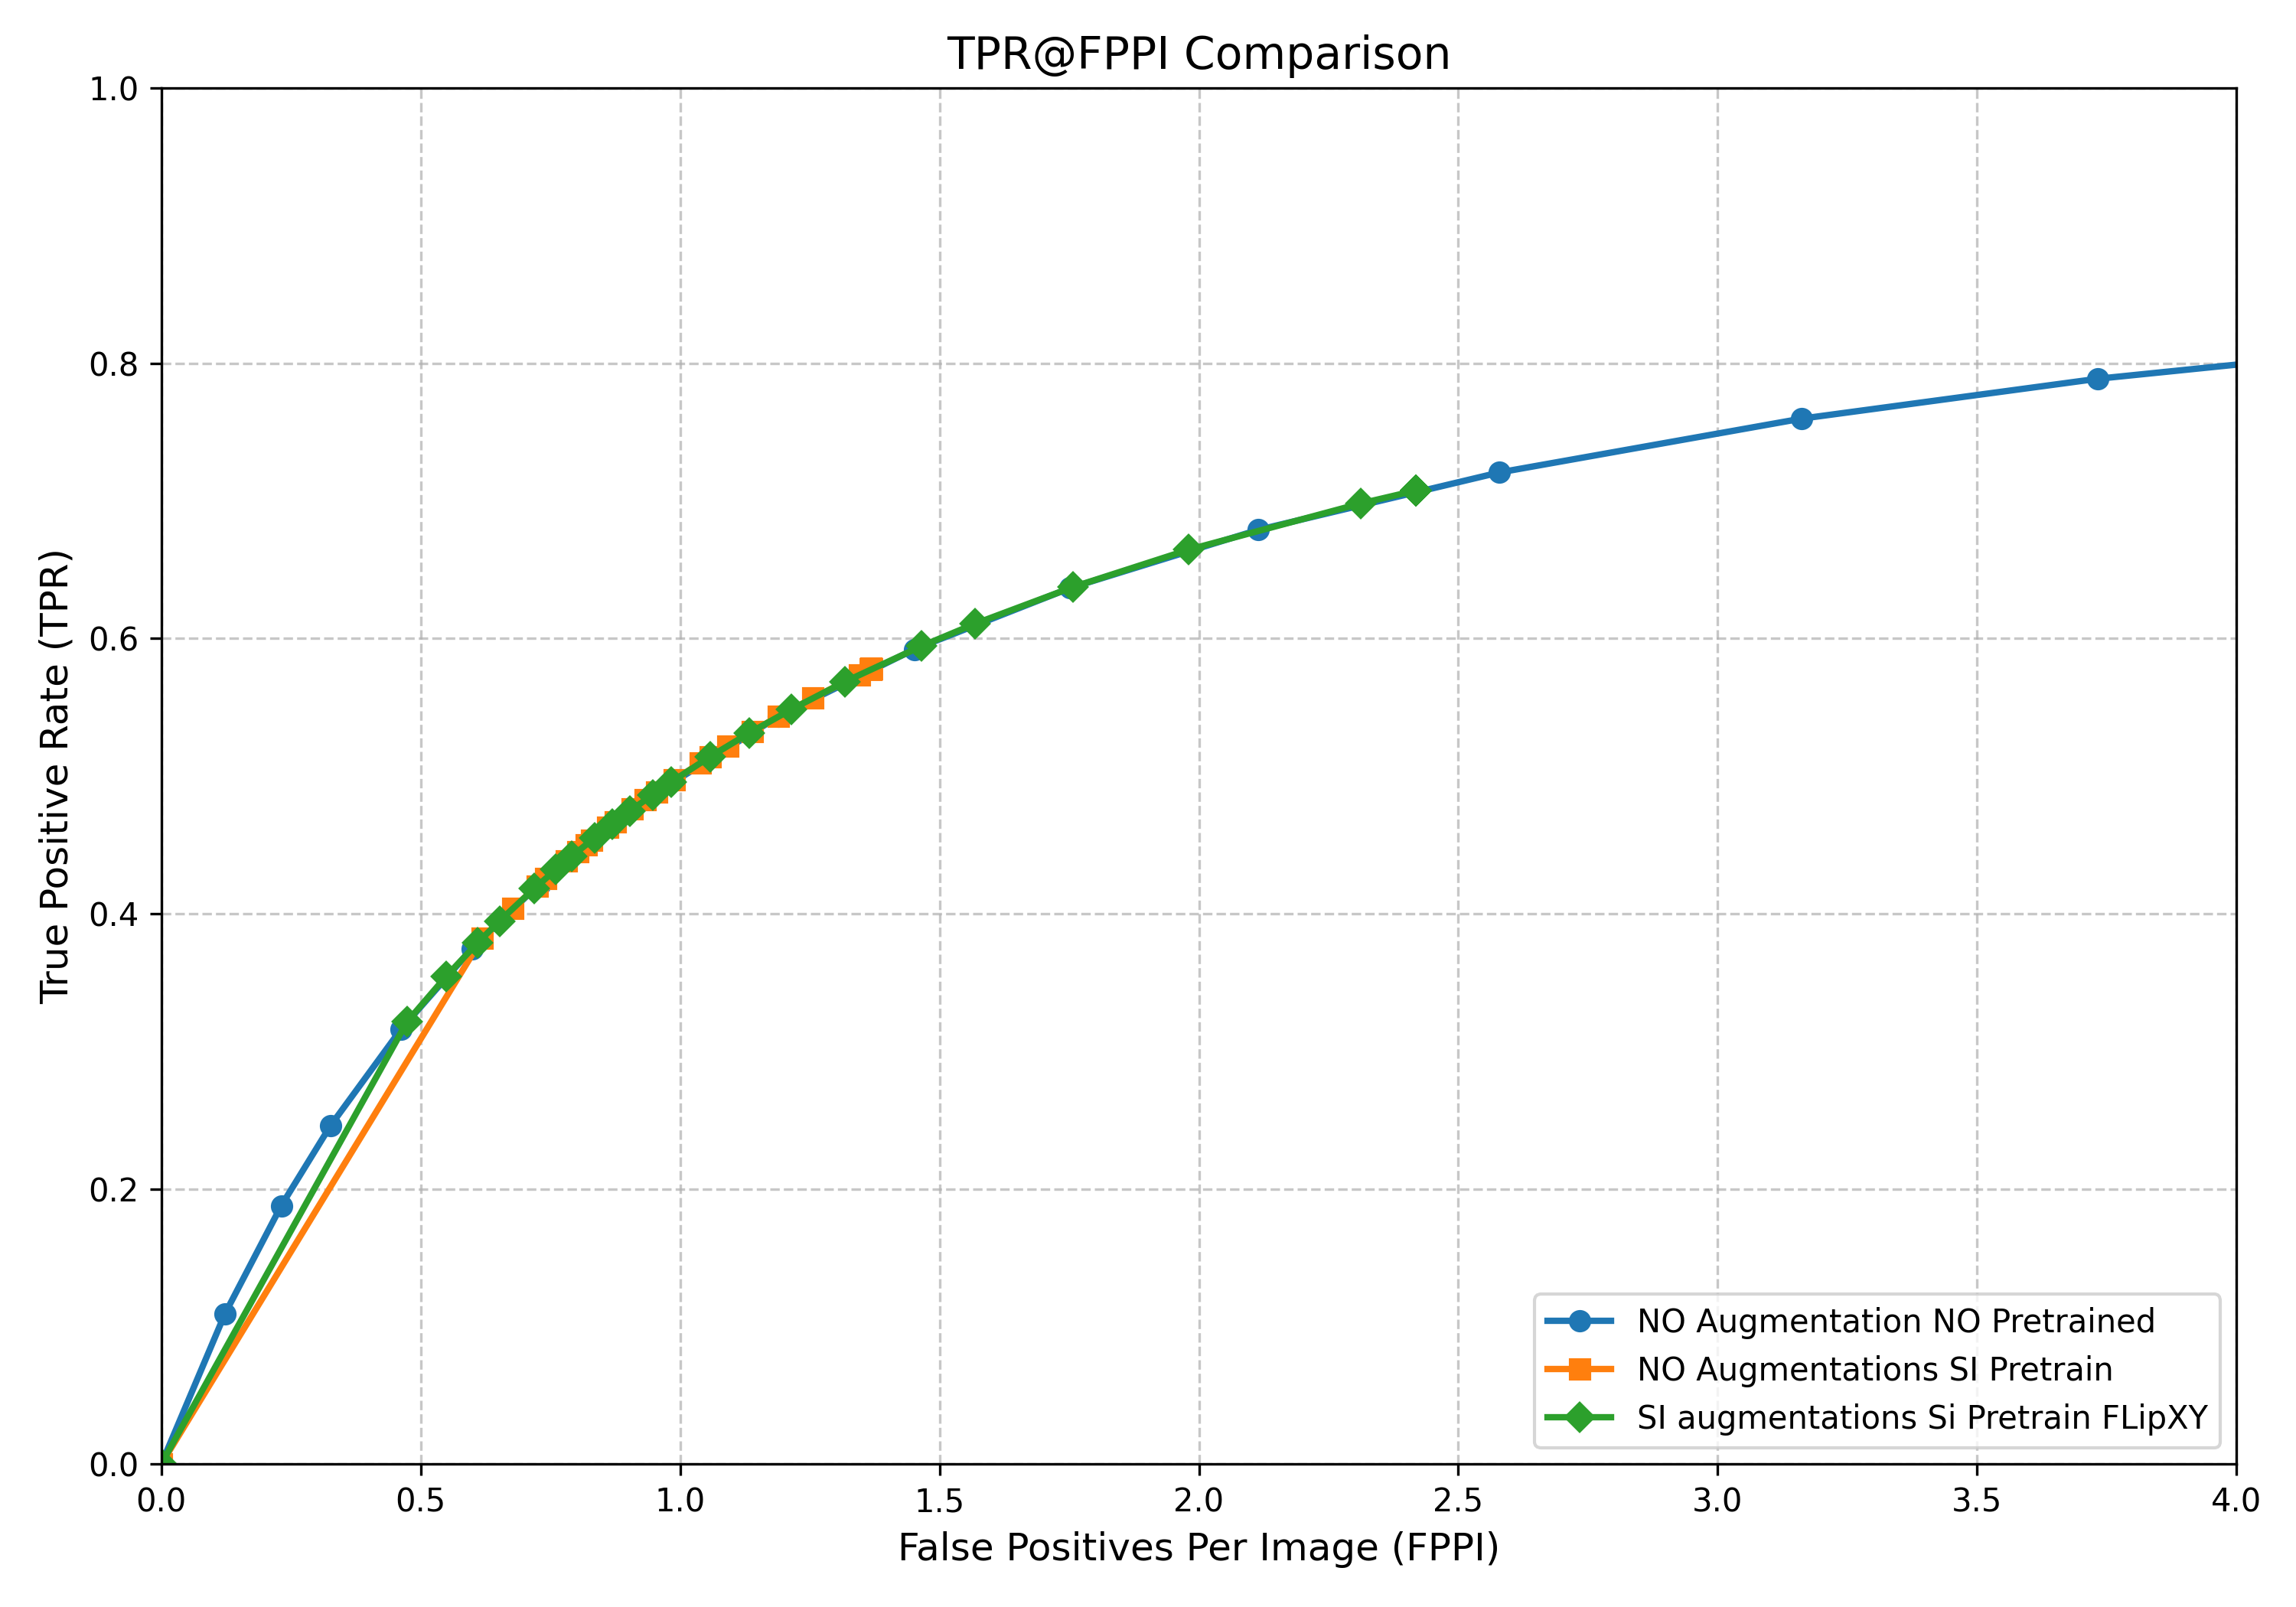 TPR@FPPI Comparison
1.0
0.8
0.6
0.4
0.2
0.0
True Positive Rate (TPR)
0.0 0.5 1.0 1.5 2.0 2.5 3.0 3.5 4.0
False Positives Per Image (FPPI)
NO Augmentation NO Pretrained
NO Augmentations SI Pretrain
SI augmentations Si Pretrain FLipXY